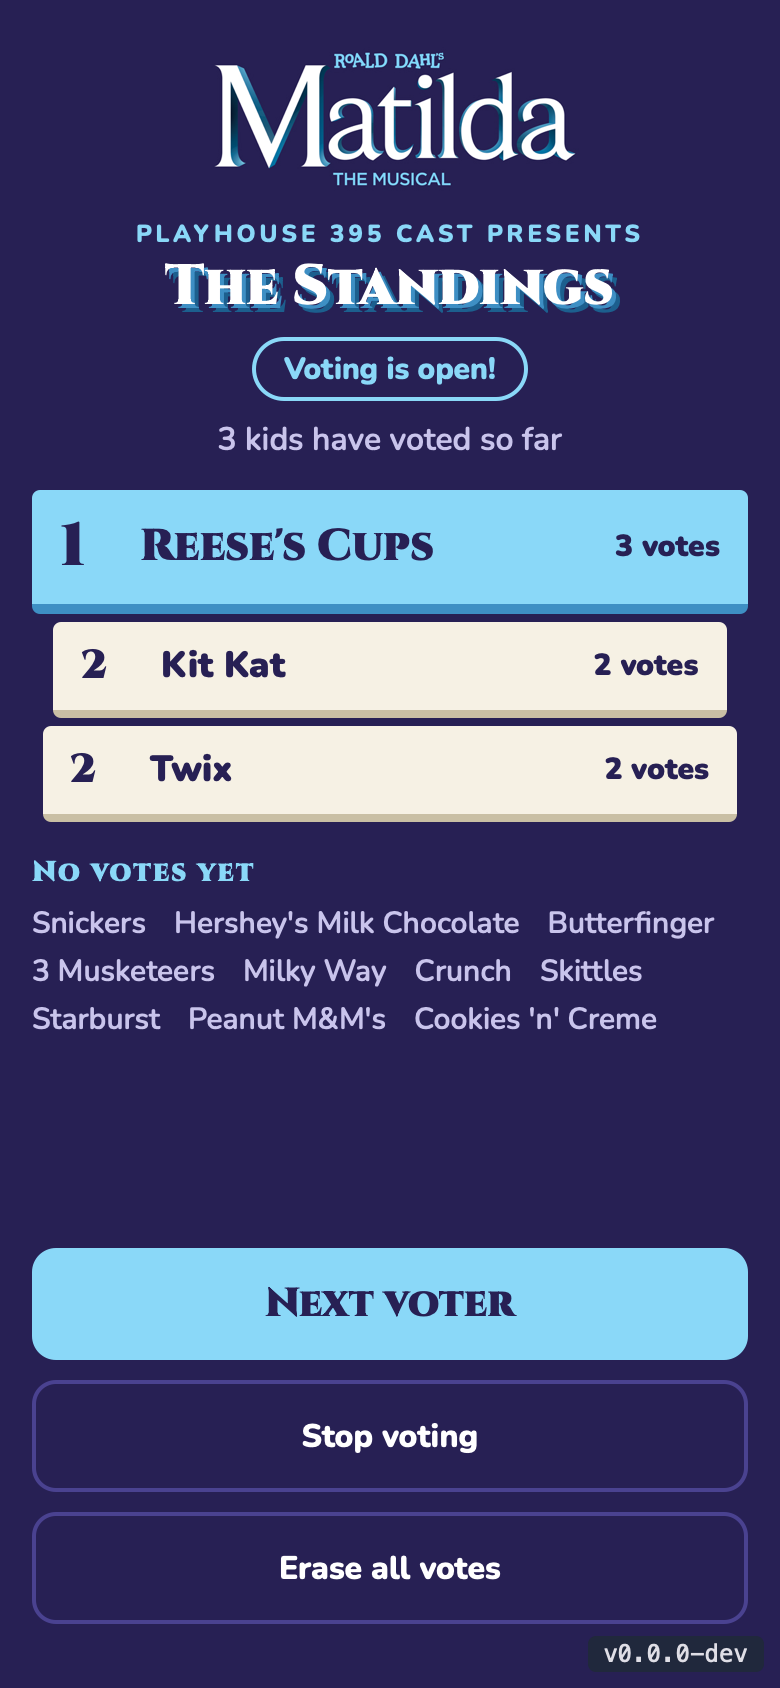 ROALD DAHL'S
Matilda
THE MUSICAL
PLAYHOUSE 395 CAST PRESENTS
THE STANDINGS
Voting is open!
3 kids have voted so far
1 REESE'S CUPS 3 votes
2 Kit Kat 2 votes
2 Twix 2 votes
NO VOTES YET
Snickers Hershey's Milk Chocolate Butterfinger
3 Musketeers Milky Way Crunch Skittles
Starburst Peanut M&M's Cookies 'n' Creme
NEXT VOTER
Stop voting
Erase all votes
v0.0.0-dev